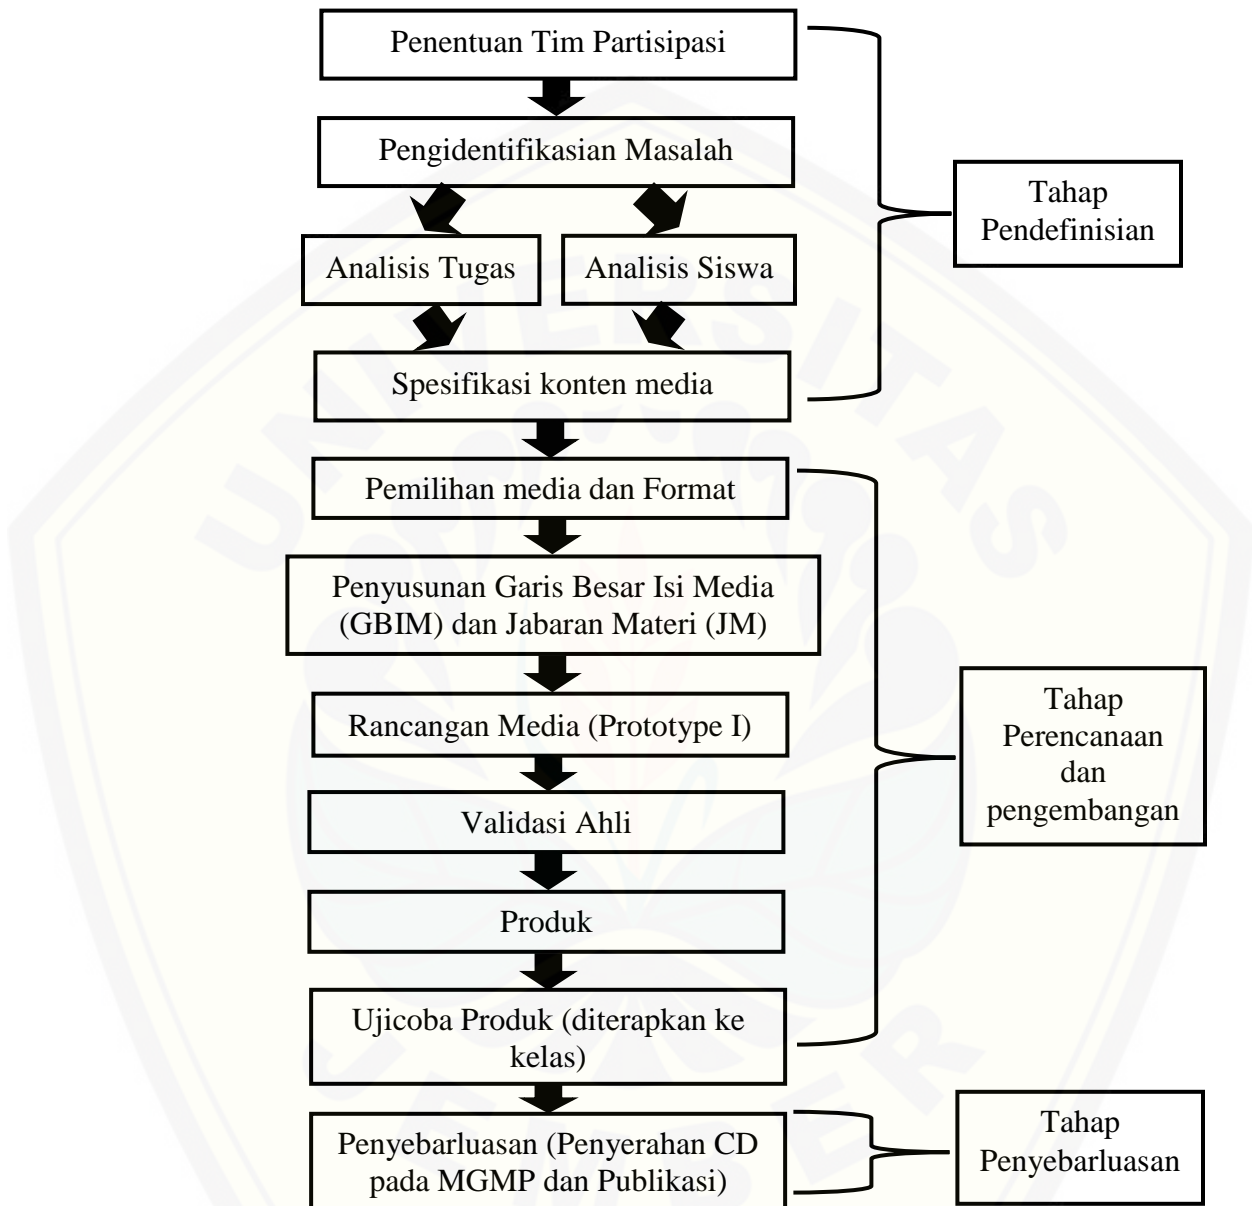 Penentuan Tim Partisipasi
Pengidentifikasian Masalah
Tahap
Pendefinisian
Analisis Tugas
Analisis Siswa
Spesifikasi konten media
Pemilihan media dan Format
Penyusunan Garis Besar Isi Media
(GBIM) dan Jabaran Materi (JM)
Rancangan Media (Prototype I)
Tahap
Perencanaan
dan
pengembangan
Validasi Ahli
Produk
Ujicoba Produk (diterapkan ke
kelas)
Penyebarluasan (Penyerahan CD
pada MGMP dan Publikasi)
Tahap
Penyebarluasan
UNIVERSITAS
JEMBER